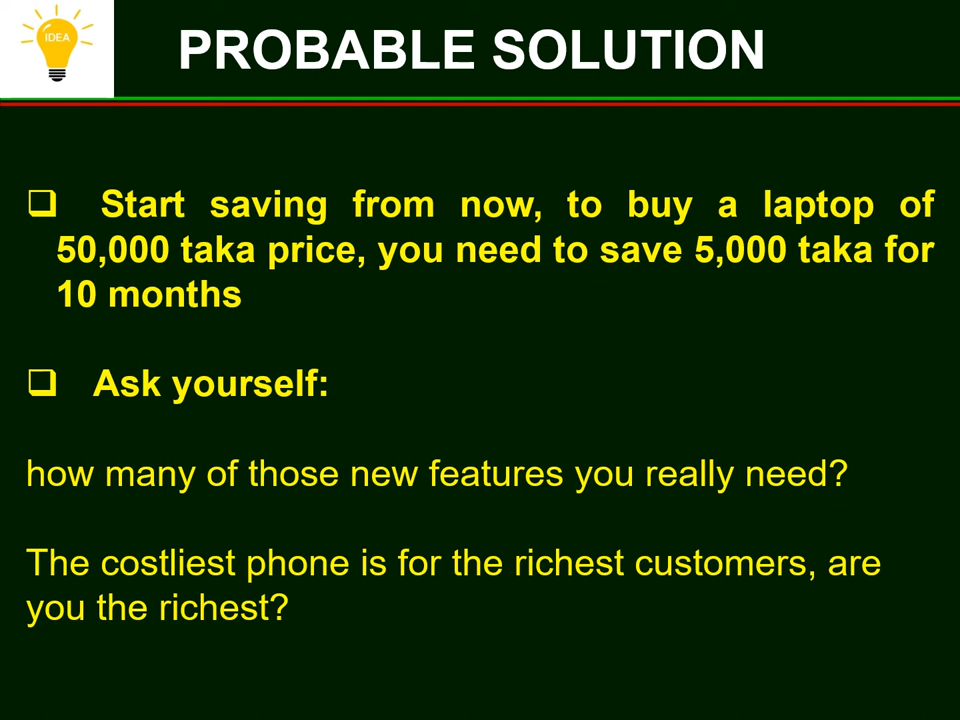 IDEA
PROBABLE SOLUTION
Start saving from now, to buy a laptop of
50,000 taka price, you need to save 5,000 taka for
10 months
Ask yourself:
how many of those new features you really need?
The costliest phone is for the richest customers, are
you the richest?